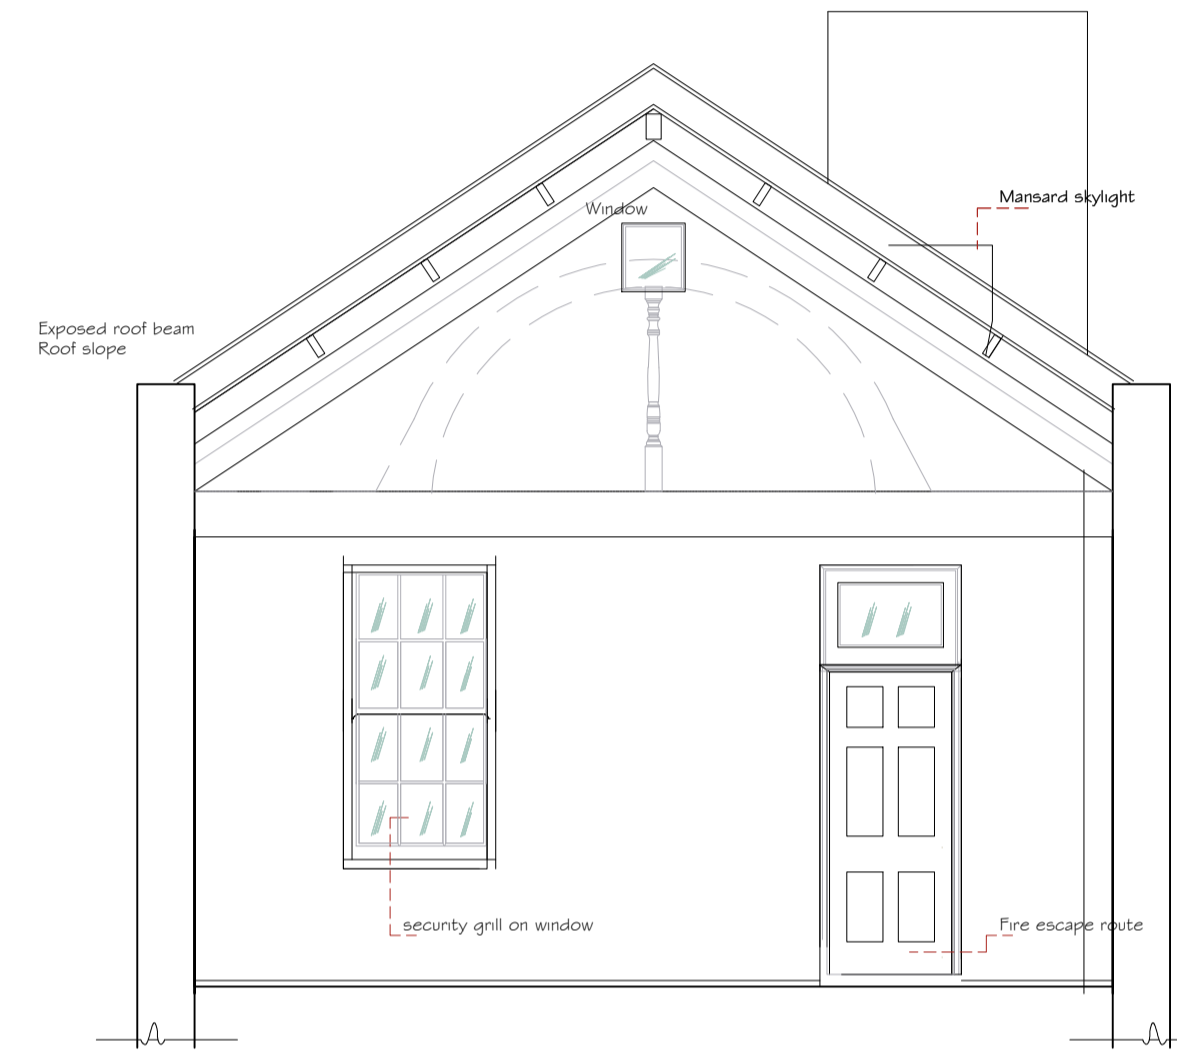 Mansard skylight
Window
Exposed roof beam
Roof slope
security grill on window
Fire escape route